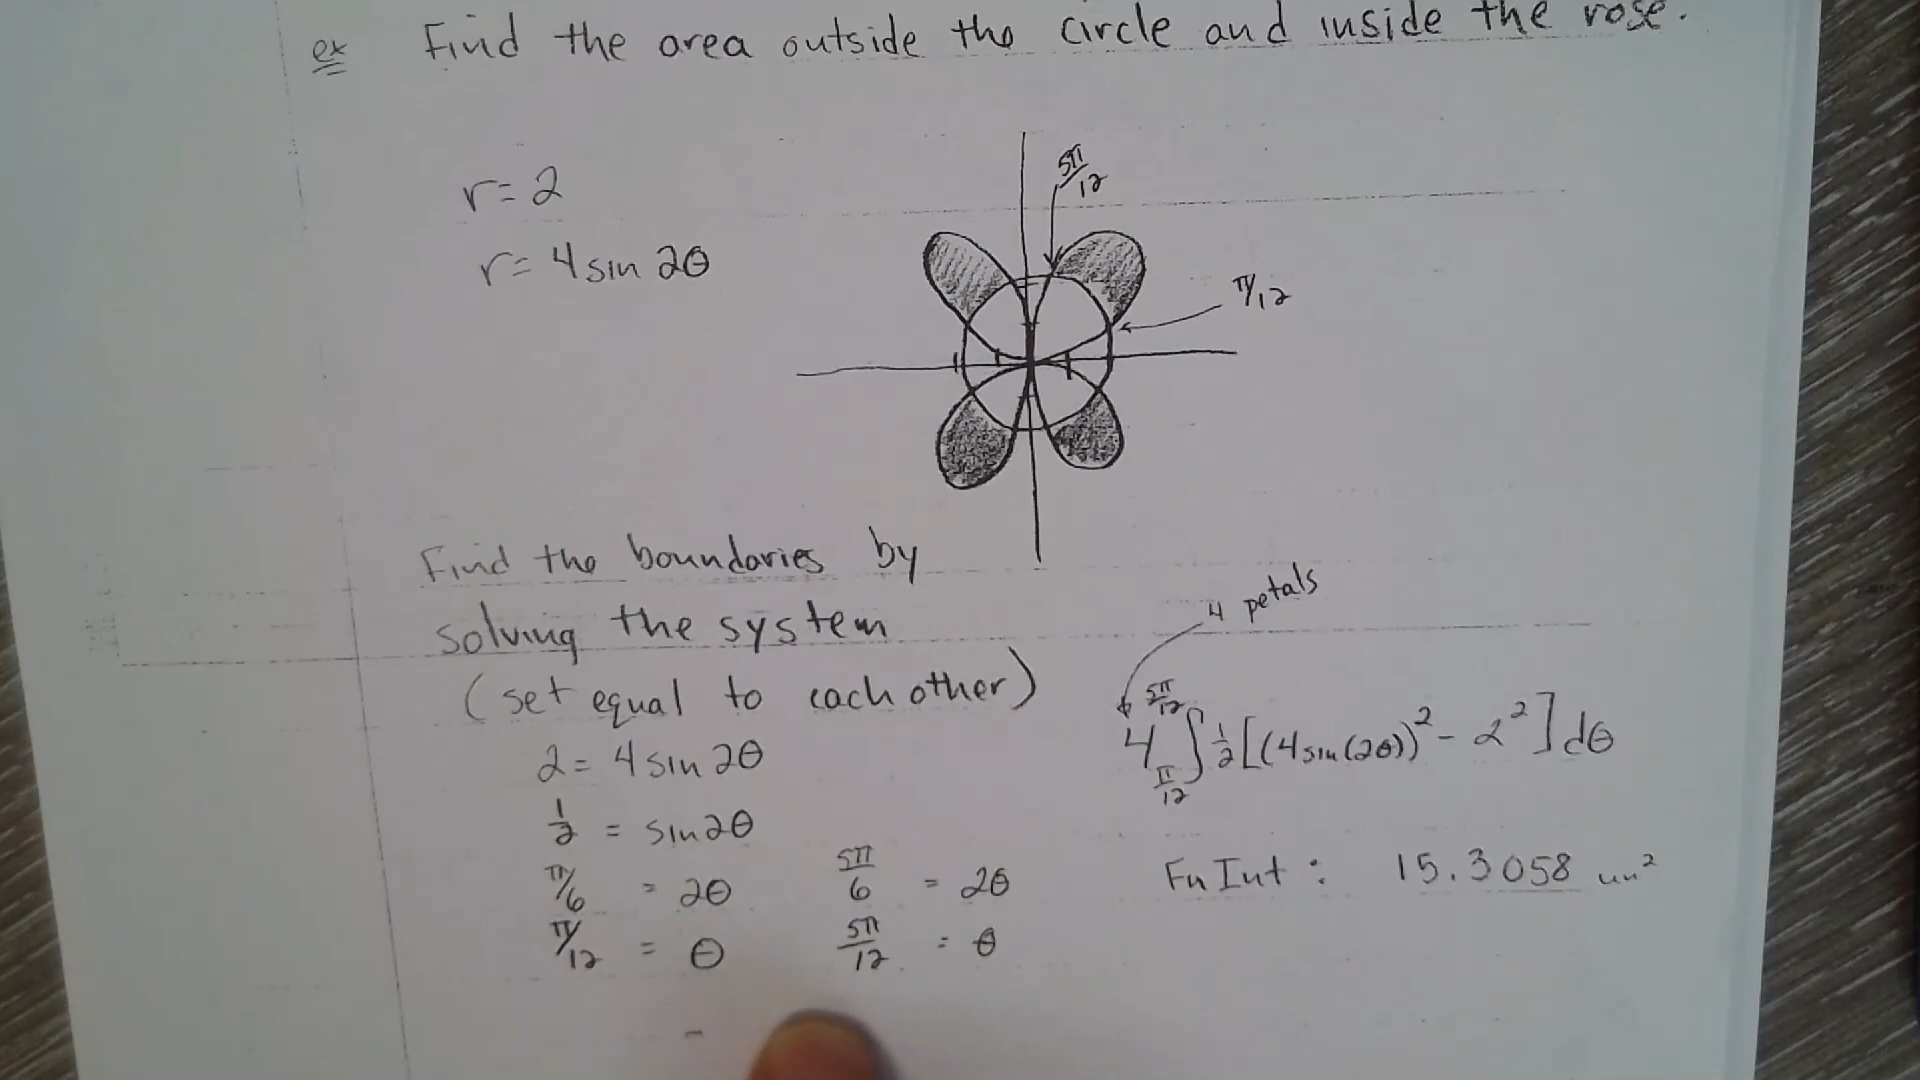 ex Find the area outside the circle and inside the rose.
r = 2
r = 4 sin 2θ
5π/12
π/12
Find the boundaries by
solving the system
(set equal to each other)
2 = 4 sin 2θ
1/2 = sin 2θ
π/6 = 2θ 5π/6 = 2θ
π/12 = θ 5π/12 = θ
4 petals
4 ∫_{π/12}^{5π/12} 1/2 [(4 sin(2θ))² - 2²] dθ
FnInt : 15.3058 un²